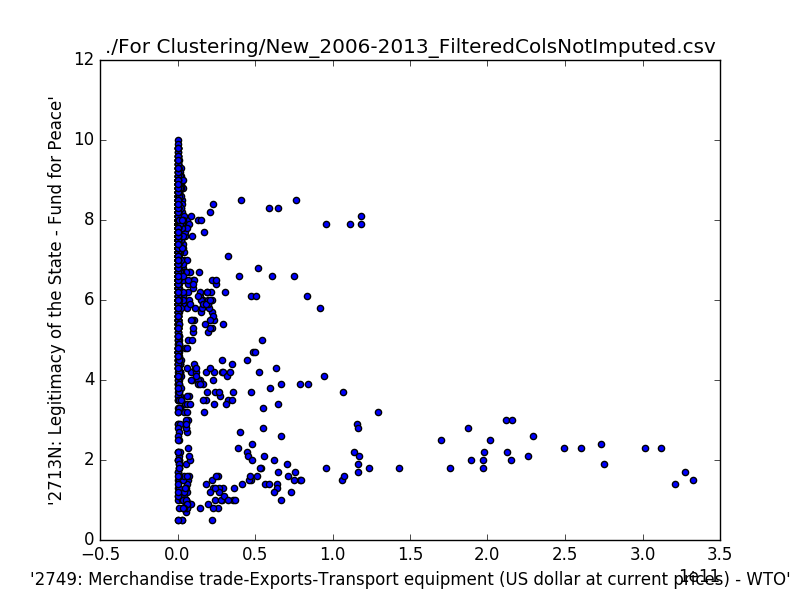 ./For Clustering/New_2006-2013_FilteredColsNotImputed.csv
12
10
8
6
4
2
0
'2713N: Legitimacy of the State - Fund for Peace'
−0.5 0.0 0.5 1.0 1.5 2.0 2.5 3.0 3.5
1e11
'2749: Merchandise trade-Exports-Transport equipment (US dollar at current prices) - WTO'